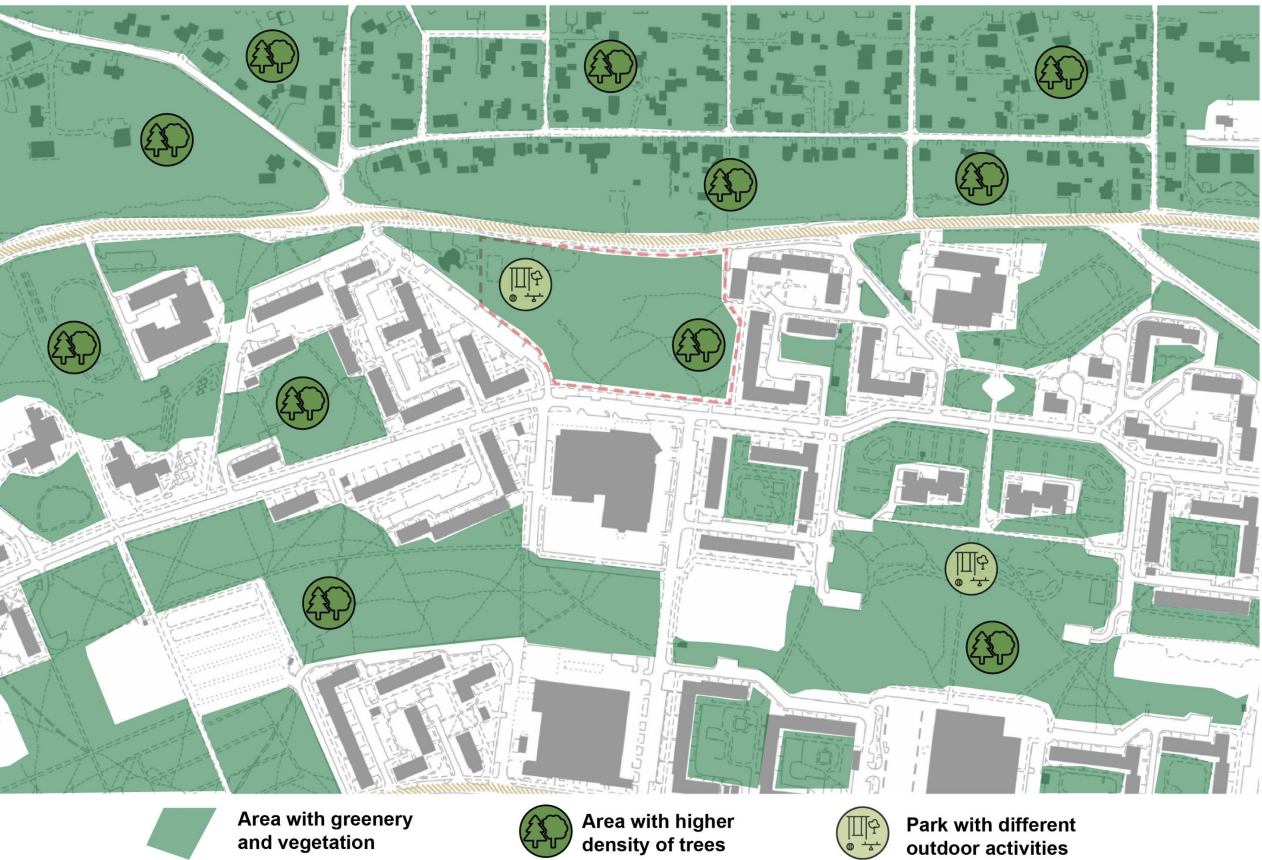 Area with greenery
and vegetation
Area with higher
density of trees
Park with different
outdoor activities